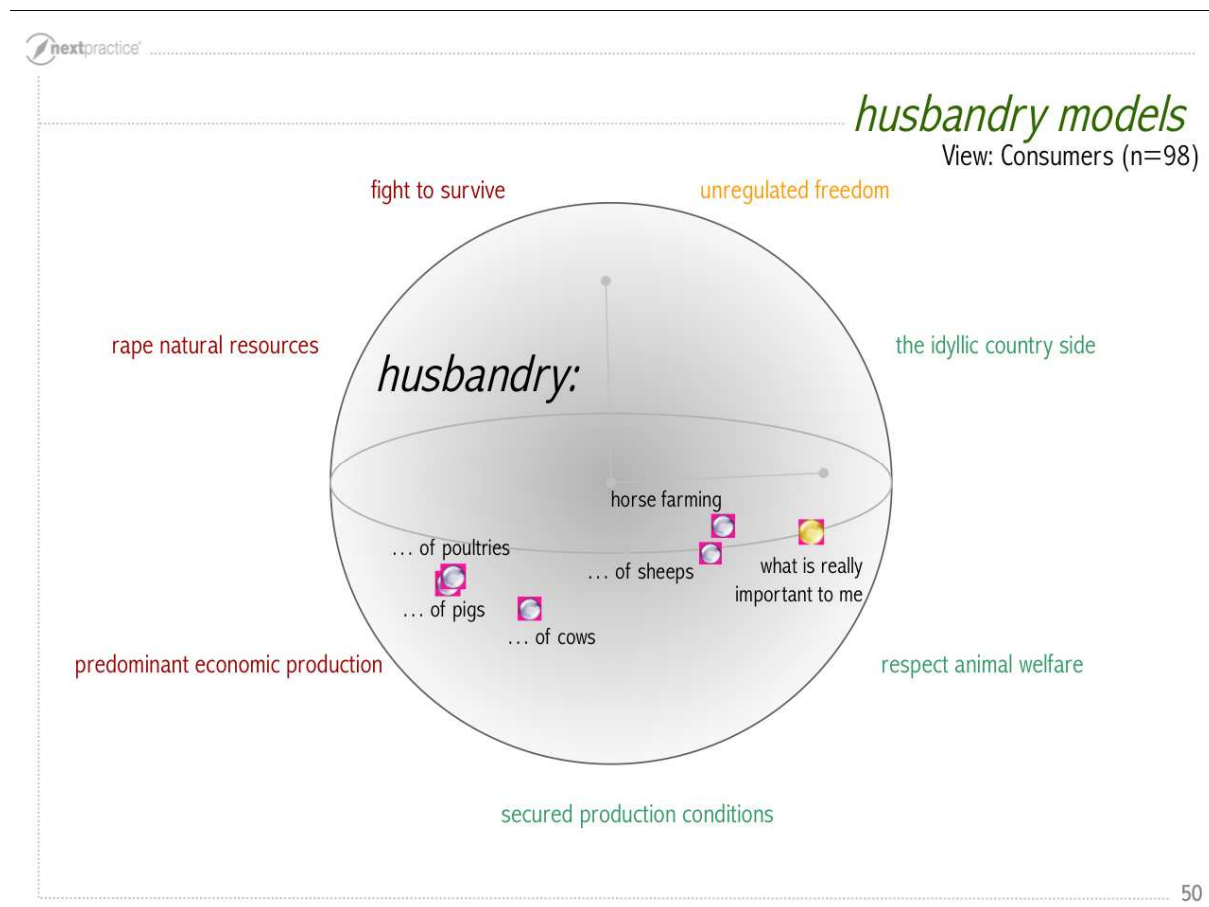 nextpractice®
husbandry models
View: Consumers (n=98)
fight to survive
unregulated freedom
rape natural resources
the idyllic country side
husbandry:
horse farming
... of poultries
... of sheeps
what is really
important to me
... of pigs
... of cows
predominant economic production
respect animal welfare
secured production conditions
50